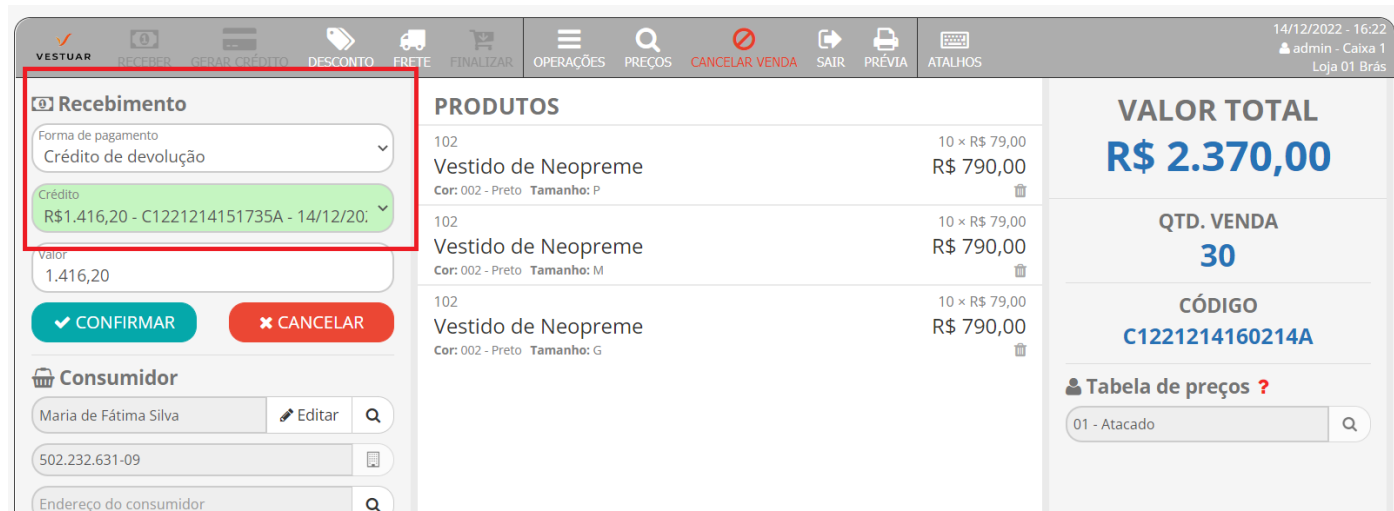 VESTUAR
RECEBER
GERAR CRÉDITO
DESCONTO
FRETE
FINALIZAR
OPERAÇÕES
PREÇOS
CANCELAR VENDA
SAIR
PRÉVIA
ATALHOS
14/12/2022 - 16:22
admin - Caixa 1
Loja 01 Brás
Recebimento
Forma de pagamento
Crédito de devolução
Crédito
R$1.416,20 - C1221214151735A - 14/12/202
Valor
1.416,20
CONFIRMAR
CANCELAR
Consumidor
Maria de Fátima Silva
Editar
502.232.631-09
Endereço do consumidor
PRODUTOS
102
10 × R$ 79,00
Vestido de Neopreme
R$ 790,00
Cor: 002 - Preto Tamanho: P
102
10 × R$ 79,00
Vestido de Neopreme
R$ 790,00
Cor: 002 - Preto Tamanho: M
102
10 × R$ 79,00
Vestido de Neopreme
R$ 790,00
Cor: 002 - Preto Tamanho: G
VALOR TOTAL
R$ 2.370,00
QTD. VENDA
30
CÓDIGO
C1221214160214A
Tabela de preços ?
01 - Atacado